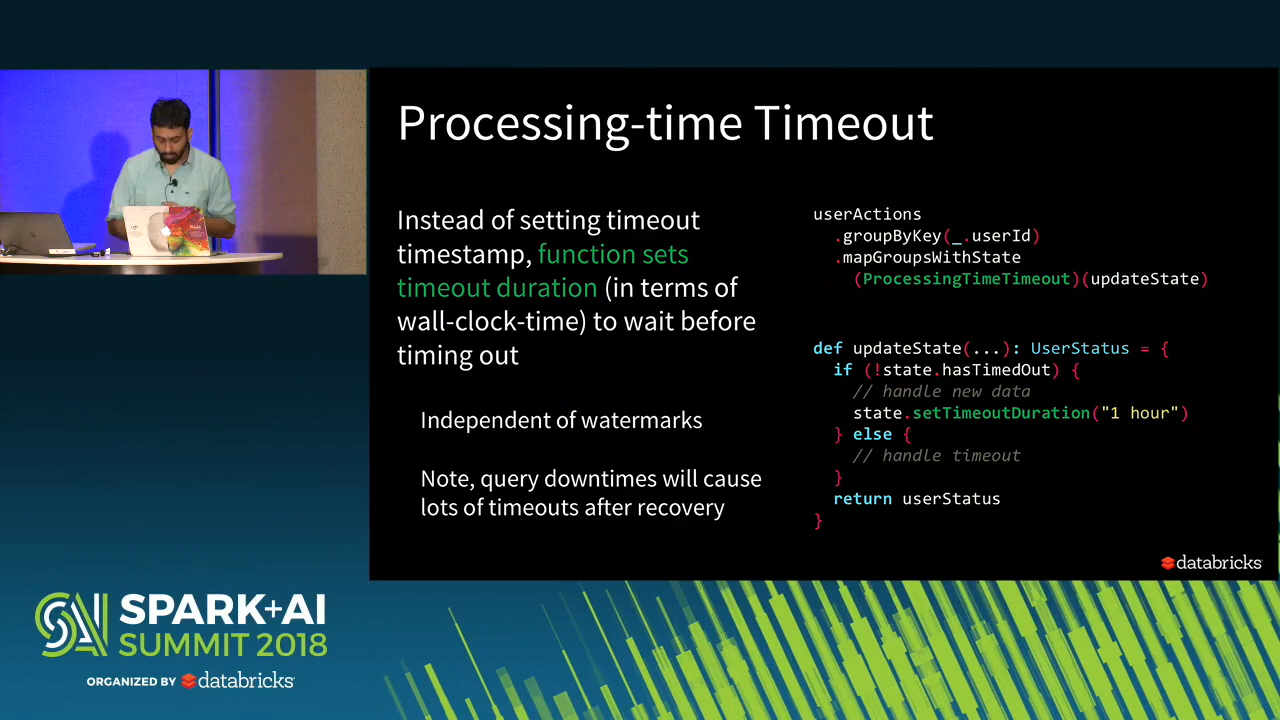 Processing-time Timeout
Instead of setting timeout
timestamp, function sets
timeout duration (in terms of
wall-clock-time) to wait before
timing out
Independent of watermarks
Note, query downtimes will cause
lots of timeouts after recovery
userActions
.groupByKey(_.userId)
.mapGroupsWithState
(ProcessingTimeTimeout)(updateState)
def updateState(...): UserStatus = {
if (!state.hasTimedOut) {
// handle new data
state.setTimeoutDuration("1 hour")
} else {
// handle timeout
}
return userStatus
}
databricks
SAI SPARK+AI
SUMMIT 2018
ORGANIZED BY databricks